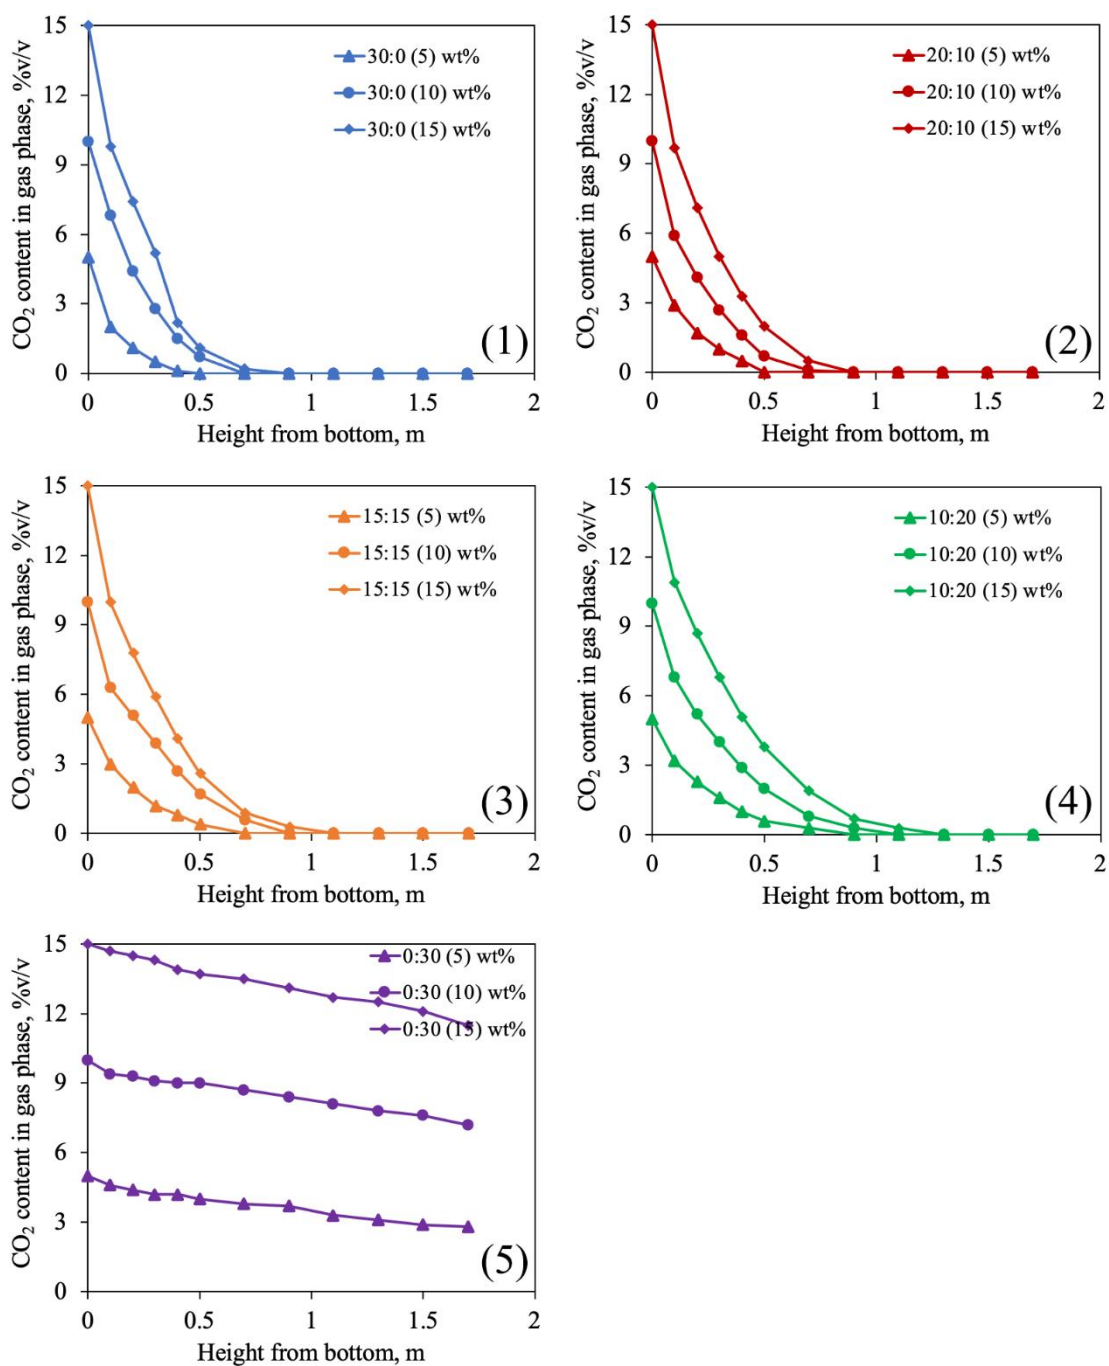 CO₂ content in gas phase, %v/v
15
12
9
6
3
0
30:0 (5) wt%
30:0 (10) wt%
30:0 (15) wt%
(1)
0
0.5
1
1.5
2
Height from bottom, m
CO₂ content in gas phase, %v/v
15
12
9
6
3
0
20:10 (5) wt%
20:10 (10) wt%
20:10 (15) wt%
(2)
0
0.5
1
1.5
2
Height from bottom, m
CO₂ content in gas phase, %v/v
15
12
9
6
3
0
15:15 (5) wt%
15:15 (10) wt%
15:15 (15) wt%
(3)
0
0.5
1
1.5
2
Height from bottom, m
CO₂ content in gas phase, %v/v
15
12
9
6
3
0
10:20 (5) wt%
10:20 (10) wt%
10:20 (15) wt%
(4)
0
0.5
1
1.5
2
Height from bottom, m
CO₂ content in gas phase, %v/v
15
12
9
6
3
0
0:30 (5) wt%
0:30 (10) wt%
0:30 (15) wt%
(5)
0
0.5
1
1.5
2
Height from bottom, m